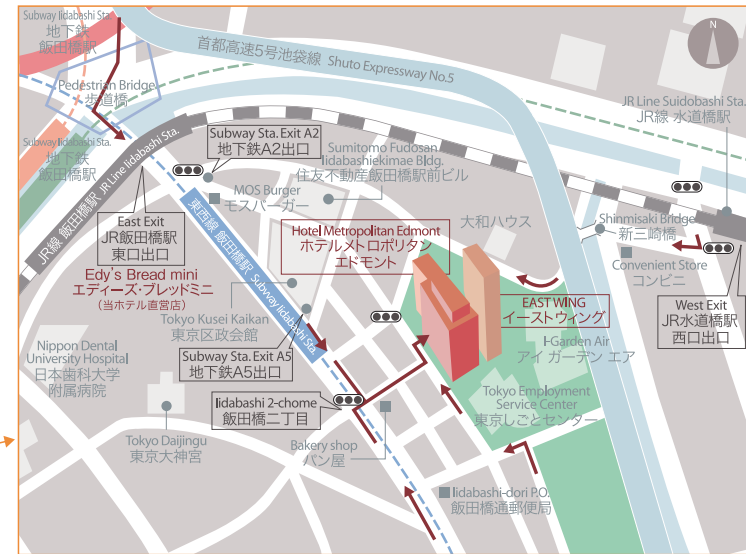 Subway Iidabashi Sta.
地下鉄
飯田橋駅
首都高速5号池袋線 Shuto Expressway No.5
N
Pedestrian Bridge
歩道橋
JR Line Suidobashi Sta.
JR線 水道橋駅
Subway Iidabashi Sta.
地下鉄
飯田橋駅
JR線 飯田橋駅 JR Line Iidabashi Sta.
Subway Sta. Exit A2
地下鉄A2出口
Sumitomo Fudosan
Iidabashiekimae Bldg.
住友不動産飯田橋駅前ビル
MOS Burger
モスバーガー
East Exit
JR飯田橋駅
東口出口
東西線 飯田橋駅 Subway Iidabashi Sta.
Hotel Metropolitan Edmont
ホテルメトロポリタン
エドモント
大和ハウス
Shinmisaki Bridge
新三崎橋
Convenient Store
コンビニ
Edy's Bread mini
エディーズ・ブレッドミニ
(当ホテル直営店)
EAST WING
イーストウィング
West Exit
JR水道橋駅
西口出口
Tokyo Kusei Kaikan
東京区政会館
Nippon Dental
University Hospital
日本歯科大学
附属病院
Subway Sta. Exit A5
地下鉄A5出口
I-Garden Air
アイ ガーデン エア
Iidabashi 2-chome
飯田橋二丁目
Tokyo Employment
Service Center
東京しごとセンター
Tokyo Daijingu
東京大神宮
Bakery shop
パン屋
Iidabashi-dori P.O.
飯田橋通郵便局